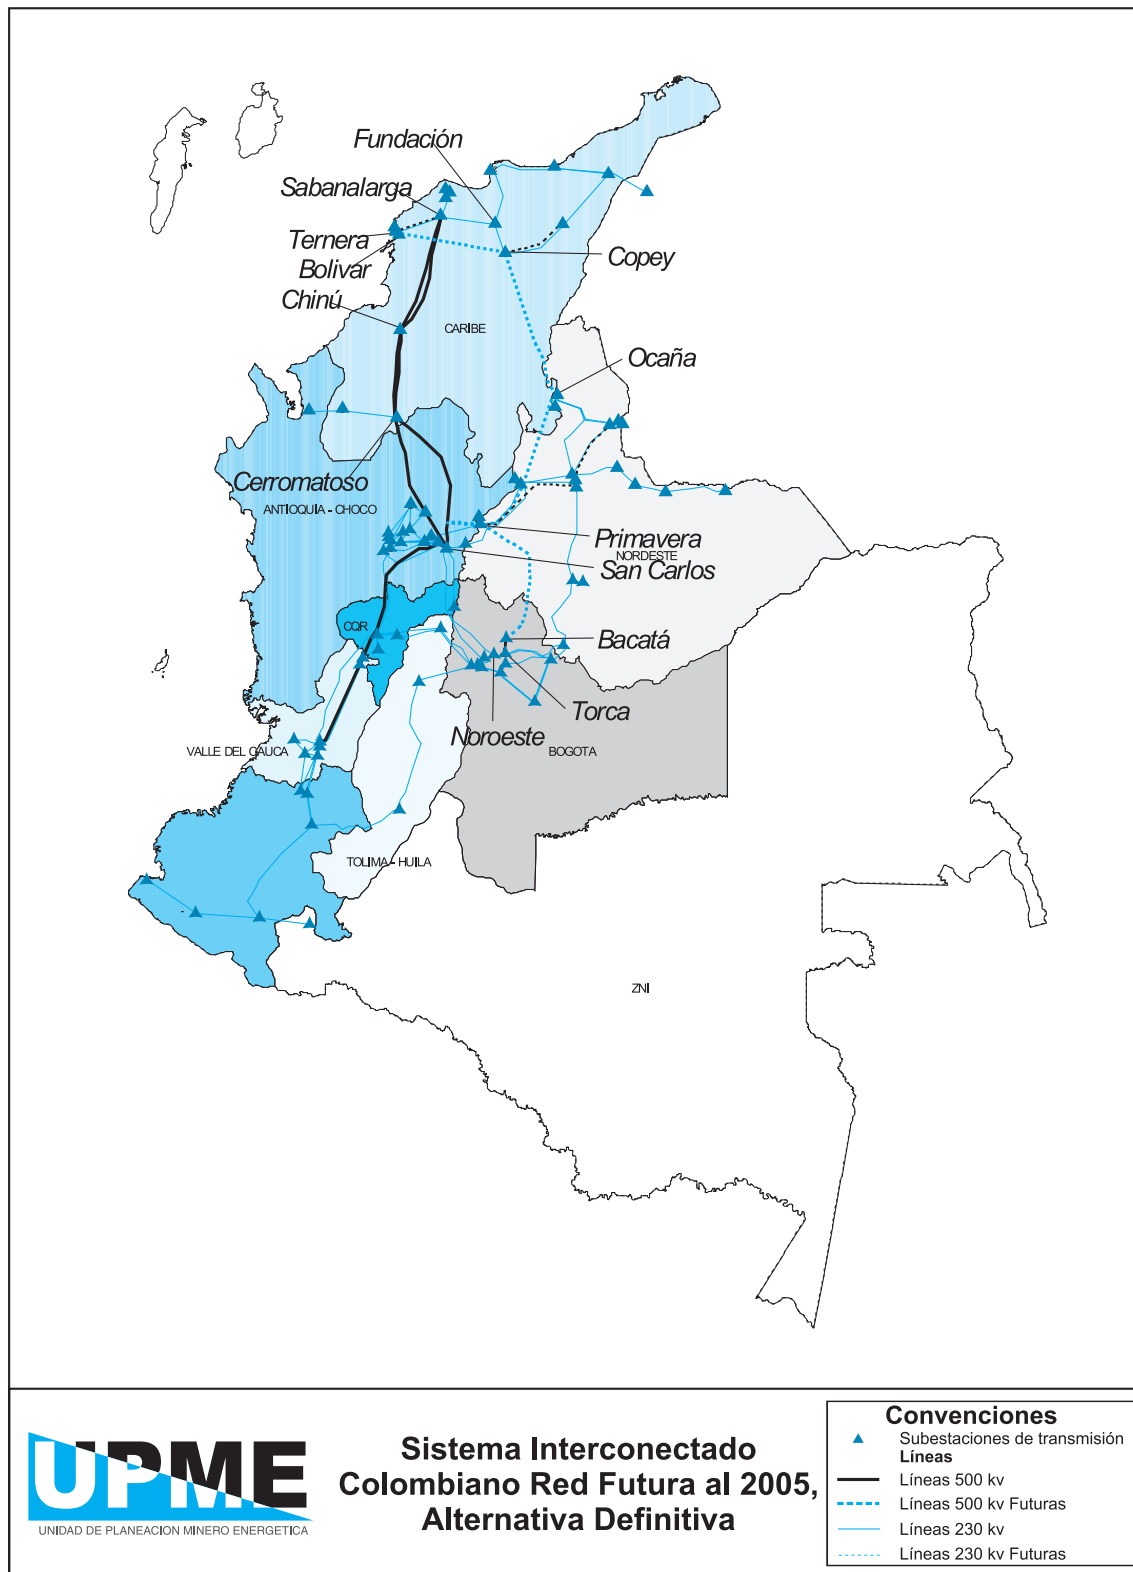 Fundación
Sabanalarga
Ternera
Bolivar
Chinú
Copey
CARIBE
Ocaña
Cerromatoso
ANTIOQUIA - CHOCO
Primavera
NORDESTE
San Carlos
CQR
Bacatá
Torca
Noroeste
VALLE DEL CAUCA
BOGOTA
TOLIMA - HUILA
ZNI
UPME
UNIDAD DE PLANEACION MINERO ENERGETICA
Sistema Interconectado
Colombiano Red Futura al 2005,
Alternativa Definitiva
Convenciones
Subestaciones de transmisión
Líneas
Líneas 500 kv
Líneas 500 kv Futuras
Líneas 230 kv
Líneas 230 kv Futuras